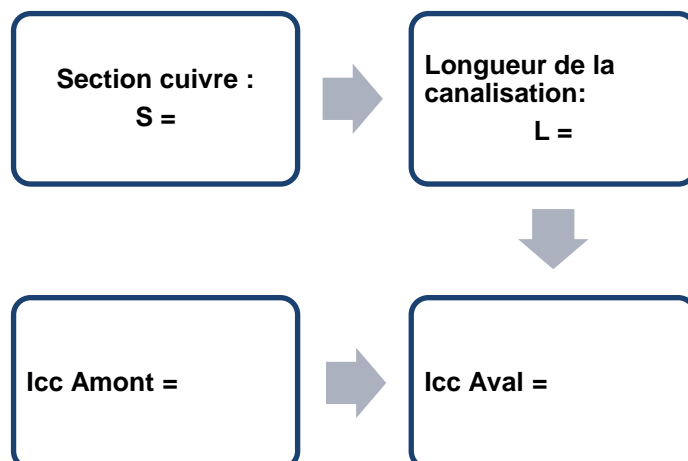 Section cuivre :
S =
Longueur de la
canalisation:
L =
Icc Amont =
Icc Aval =